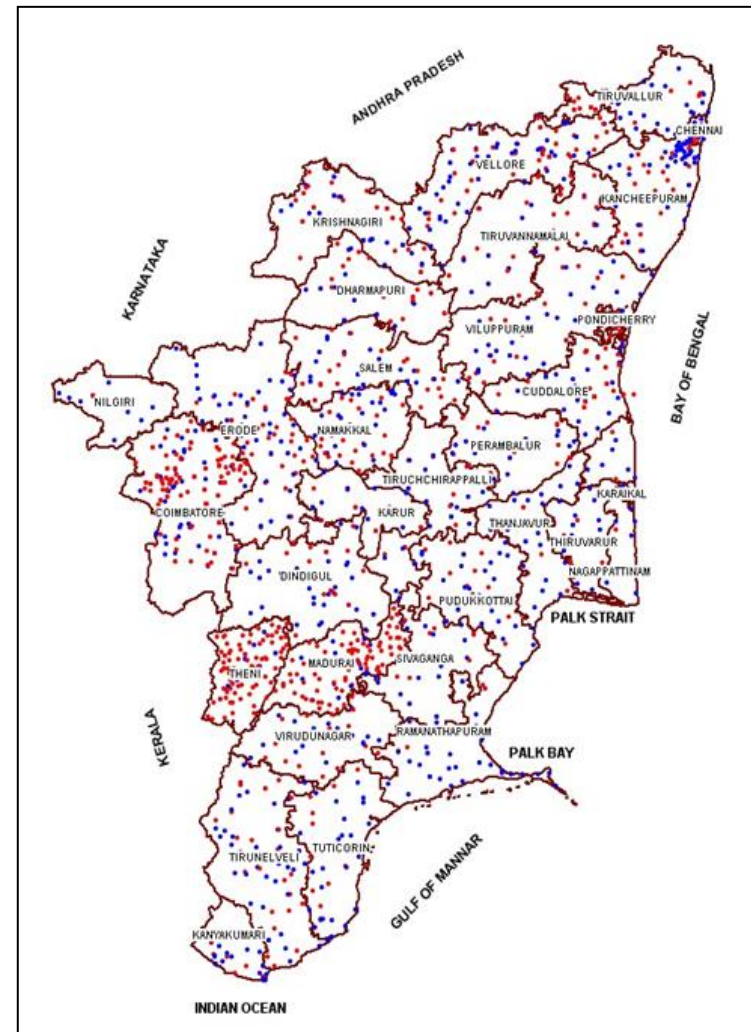 ANDHRA PRADESH
TIRUVALLUR
CHENNAI
VELLORE
KANCHEEPURAM
KRISHNAGIRI
TIRUVANNAMALAI
KARNATAKA
DHARMAPURI
PONDICHERRY
VILUPPURAM
BAY OF BENGAL
SALEM
CUDDALORE
NILGIRI
ERODE
NAMAKKAL
PERAMBALUR
TIRUCHCHIRAPPALLI
KARAIKAL
COIMBATORE
KARUR
THANJAVUR
THIRUVARUR
DINDIGUL
NAGAPPATTINAM
PUDUKKOTTAI
PALK STRAIT
MADURAI
SIVAGANGA
THENI
KERALA
VIRUDUNAGAR
RAMANATHAPURAM
PALK BAY
TIRUNELVELI
TUTICORIN
GULF OF MANNAR
KANYAKUMARI
INDIAN OCEAN